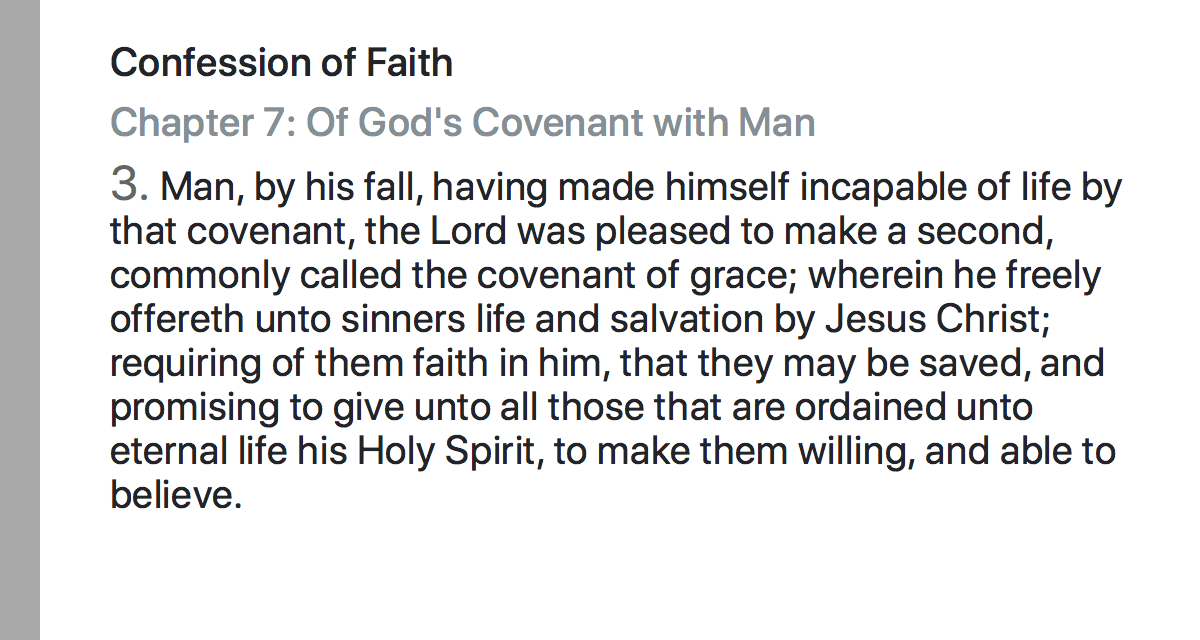 Confession of Faith
Chapter 7: Of God's Covenant with Man
3. Man, by his fall, having made himself incapable of life by
that covenant, the Lord was pleased to make a second,
commonly called the covenant of grace; wherein he freely
offereth unto sinners life and salvation by Jesus Christ;
requiring of them faith in him, that they may be saved, and
promising to give unto all those that are ordained unto
eternal life his Holy Spirit, to make them willing, and able to
believe.